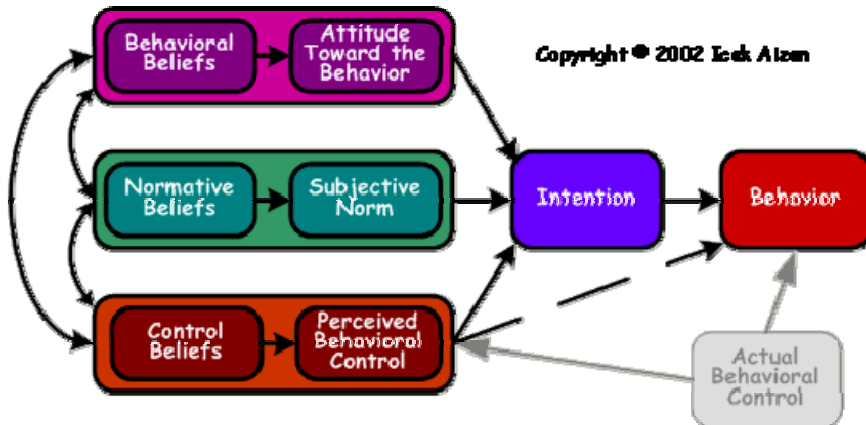 Behavioral
Beliefs
Attitude
Toward the
Behavior
Copyright © 2002 Icek Aizen
Normative
Beliefs
Subjective
Norm
Intention
Behavior
Control
Beliefs
Perceived
Behavioral
Control
Actual
Behavioral
Control